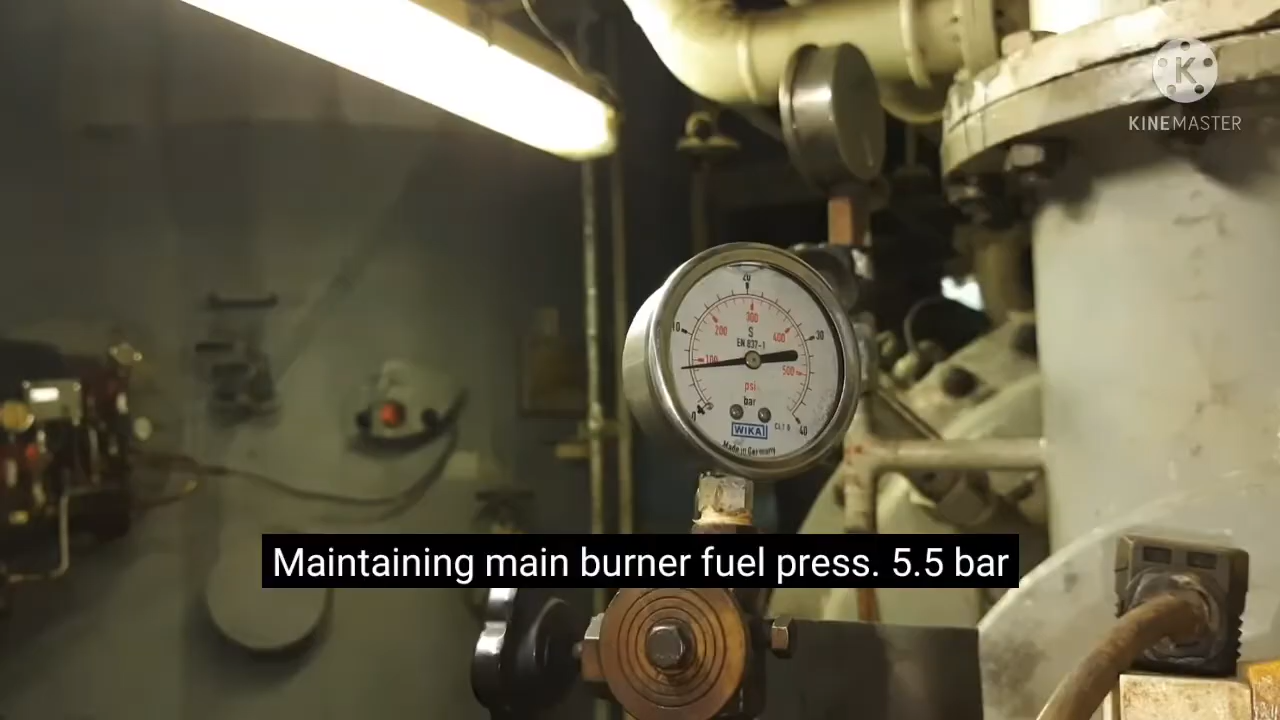 K
KINEMASTER
20
10
30
300
200
400
S
EN 837-1
100
500
psi
bar
0
40
WIKA
CL 1.6
Made in Germany
Maintaining main burner fuel press. 5.5 bar